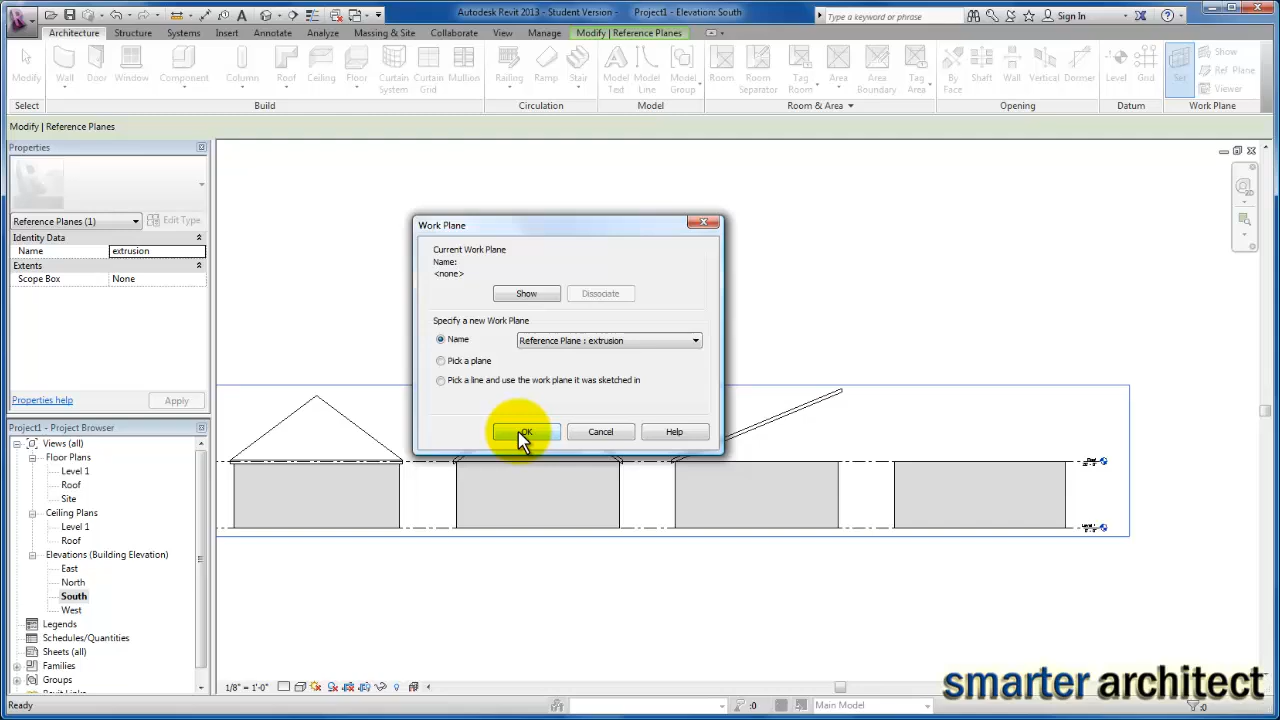 Autodesk Revit 2013 - Student Version - Project1 - Elevation: South
Type a keyword or phrase
Sign In
Architecture Structure Systems Insert Annotate Analyze Massing & Site Collaborate View Manage Modify | Reference Planes
Modify Wall Door Window Component Column Roof Ceiling Floor Curtain System Curtain Grid Mullion Railing Ramp Stair Model Text Model Line Model Group Room Room Separator Tag Room Area Area Boundary Tag Area By Face Shaft Wall Vertical Dormer Level Grid Set Show Ref Plane Viewer
Select Build Circulation Model Room & Area Opening Datum Work Plane
Modify | Reference Planes
Properties
Reference Planes (1) Edit Type
Identity Data
Name extrusion
Extents
Scope Box None
Properties help Apply
Project1 - Project Browser
Views (all)
Floor Plans
Level 1
Roof
Site
Ceiling Plans
Level 1
Roof
Elevations (Building Elevation)
East
North
South
West
Legends
Schedules/Quantities
Sheets (all)
Families
Groups
Revit Links
Work Plane
Current Work Plane
Name:
<none>
Show Dissociate
Specify a new Work Plane
Name Reference Plane : extrusion
Pick a plane
Pick a line and use the work plane it was sketched in
OK Cancel Help
1/8" = 1'-0"
smarter architect
Ready :0 Main Model :0